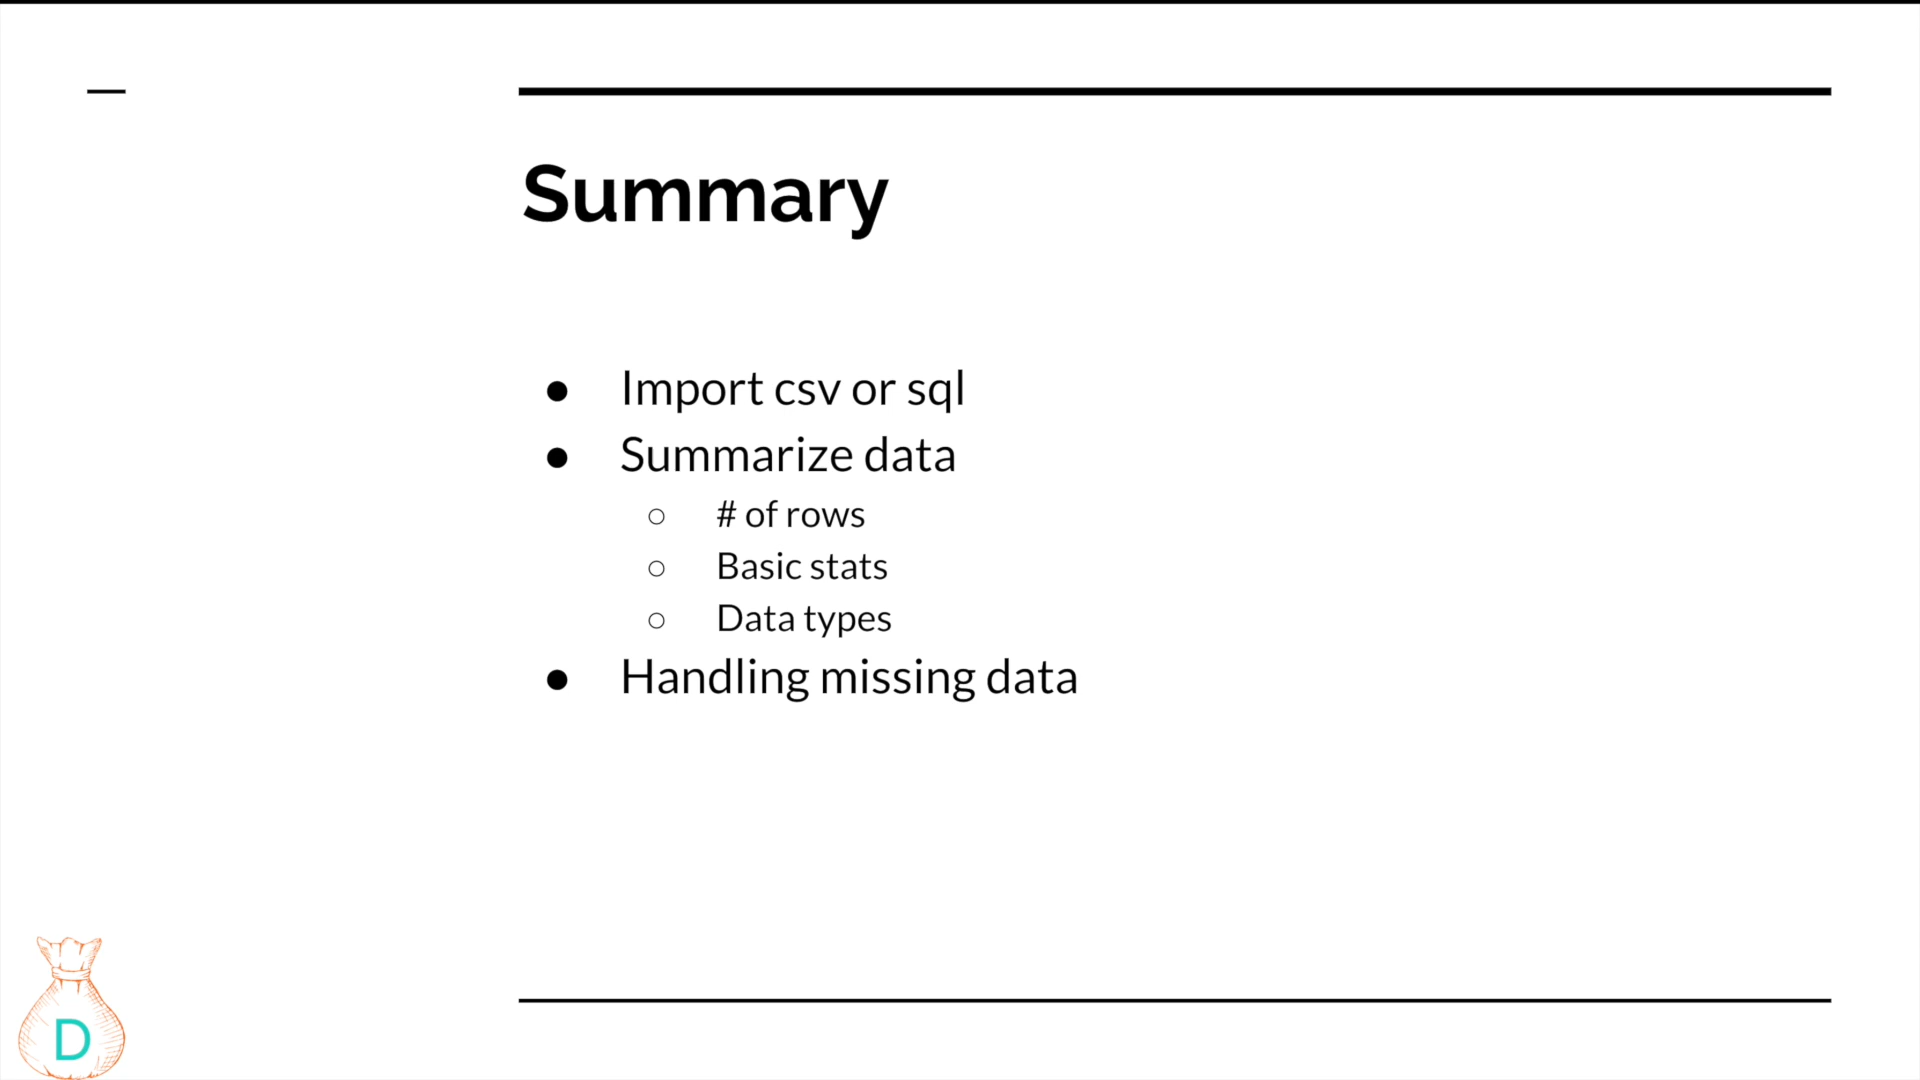 Summary
● Import csv or sql
● Summarize data
○ # of rows
○ Basic stats
○ Data types
● Handling missing data
D